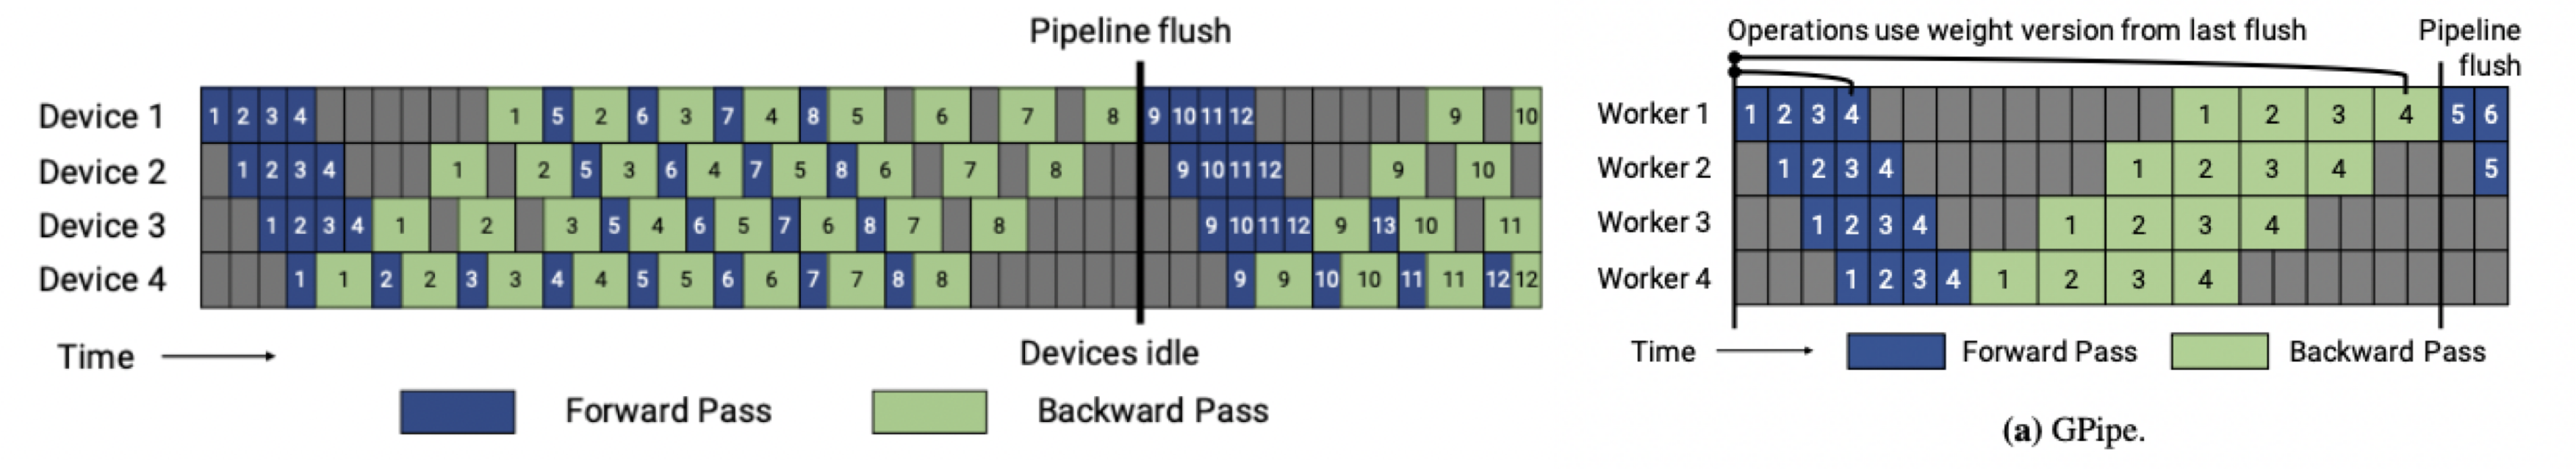 Pipeline flush
Device 1 1 2 3 4 1 5 2 6 3 7 4 8 5 6 7 8 9 10 11 12 9 10
Device 2 1 2 3 4 1 2 5 3 6 4 7 5 8 6 7 8 9 10 11 12 9 10
Device 3 1 2 3 4 1 2 3 5 4 6 5 7 6 8 7 8 9 10 11 12 9 13 10 11
Device 4 1 1 2 2 3 3 4 4 5 5 6 6 7 7 8 8 9 9 10 10 11 11 12 12
Time
Devices idle
Forward Pass
Backward Pass
Operations use weight version from last flush
Pipeline
flush
Worker 1 1 2 3 4 1 2 3 4 5 6
Worker 2 1 2 3 4 1 2 3 4 5
Worker 3 1 2 3 4 1 2 3 4
Worker 4 1 2 3 4 1 2 3 4
Time
Forward Pass
Backward Pass
(a) GPipe.